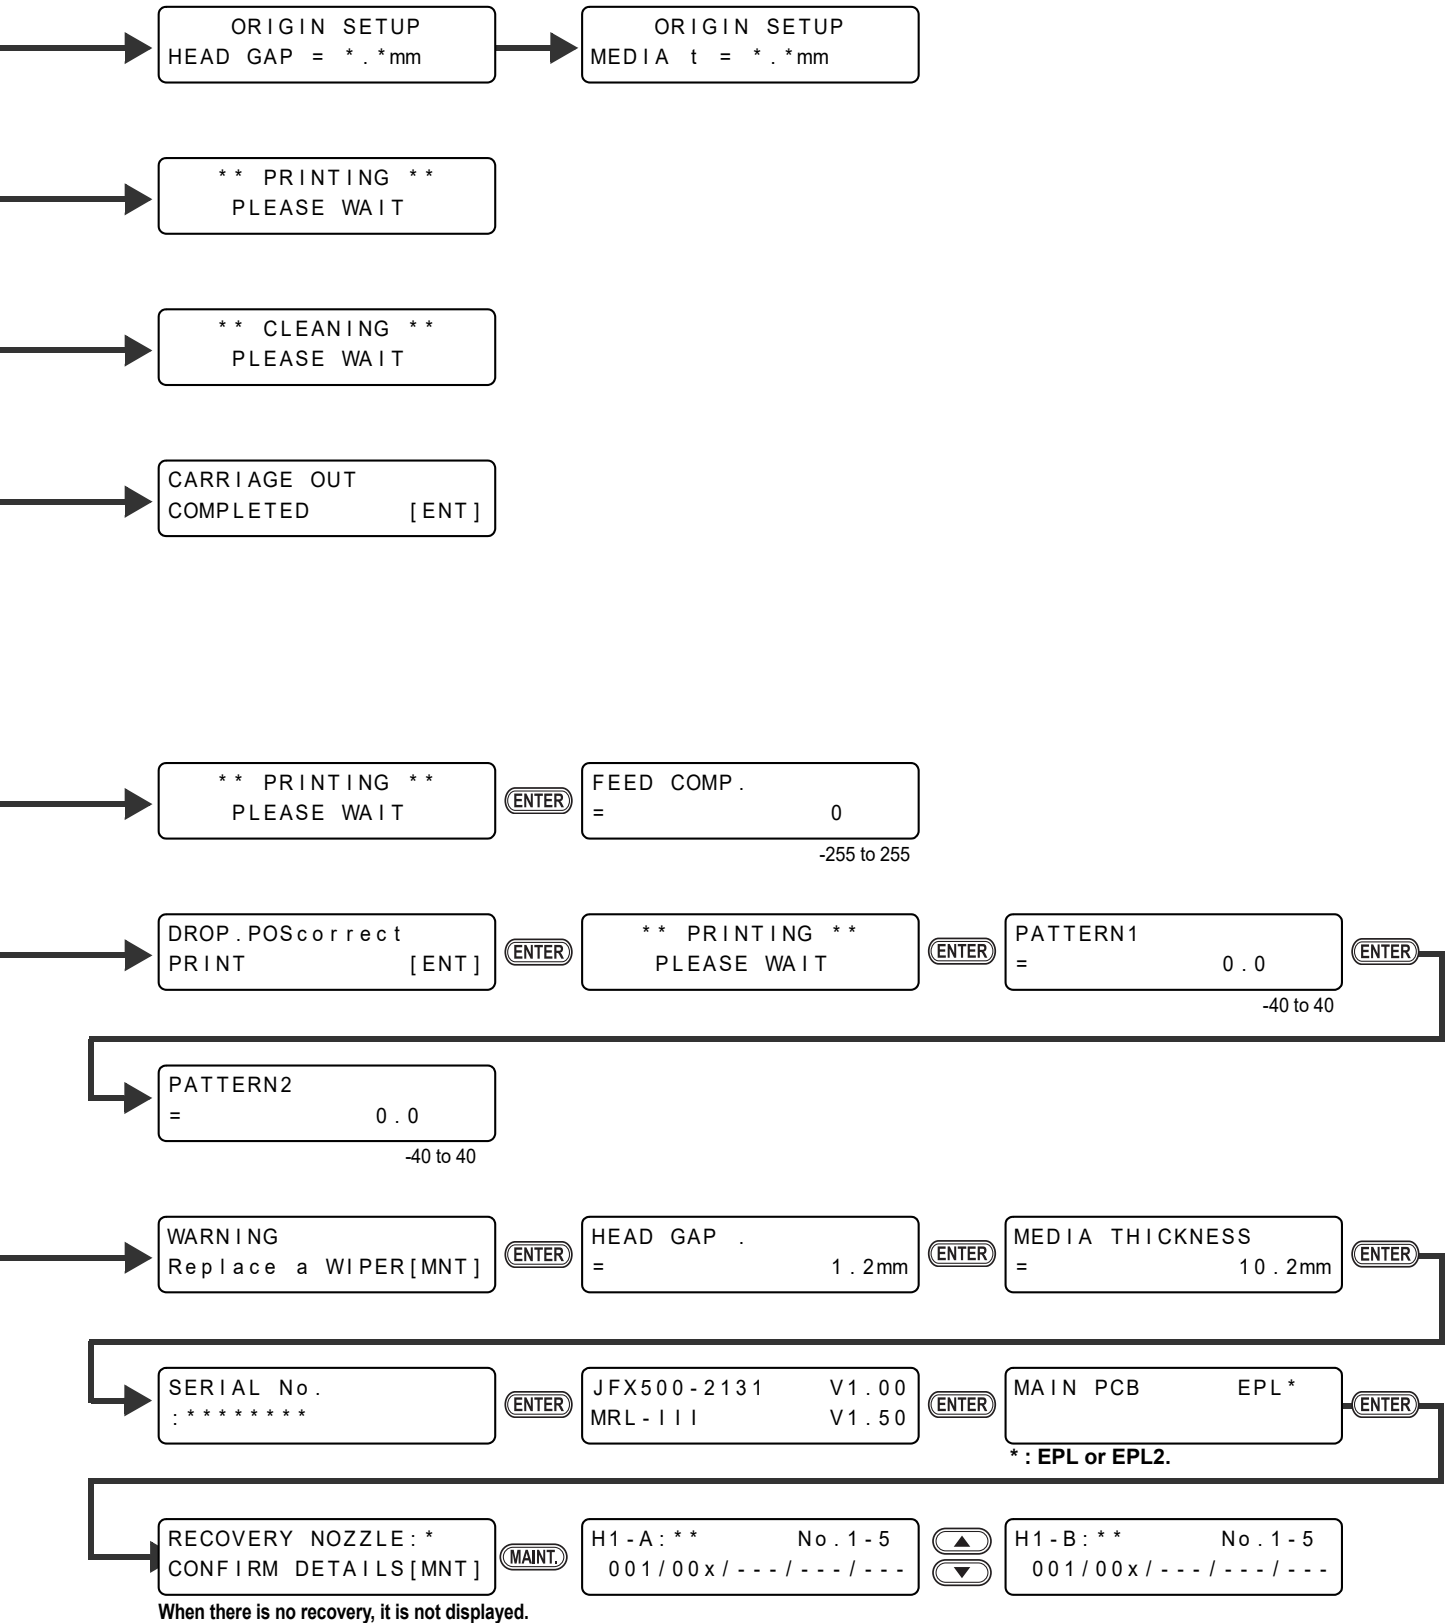 ORIGIN SETUP
HEAD GAP = *.*mm
ORIGIN SETUP
MEDIA t = *.*mm
** PRINTING **
PLEASE WAIT
** CLEANING **
PLEASE WAIT
CARRIAGE OUT
COMPLETED [ENT]
** PRINTING **
PLEASE WAIT
ENTER
FEED COMP.
= 0
-255 to 255
DROP.POScorrect
PRINT [ENT]
ENTER
** PRINTING **
PLEASE WAIT
ENTER
PATTERN1
= 0.0
ENTER
-40 to 40
PATTERN2
= 0.0
-40 to 40
WARNING
Replace a WIPER[MNT]
ENTER
HEAD GAP .
= 1.2mm
ENTER
MEDIA THICKNESS
= 10.2mm
ENTER
SERIAL No.
:********
ENTER
JFX500-2131 V1.00
MRL-III V1.50
ENTER
MAIN PCB EPL*
ENTER
* : EPL or EPL2.
RECOVERY NOZZLE:*
CONFIRM DETAILS[MNT]
MAINT.
H1-A:** No.1-5
001/00x/---/---/---
H1-B:** No.1-5
001/00x/---/---/---
When there is no recovery, it is not displayed.